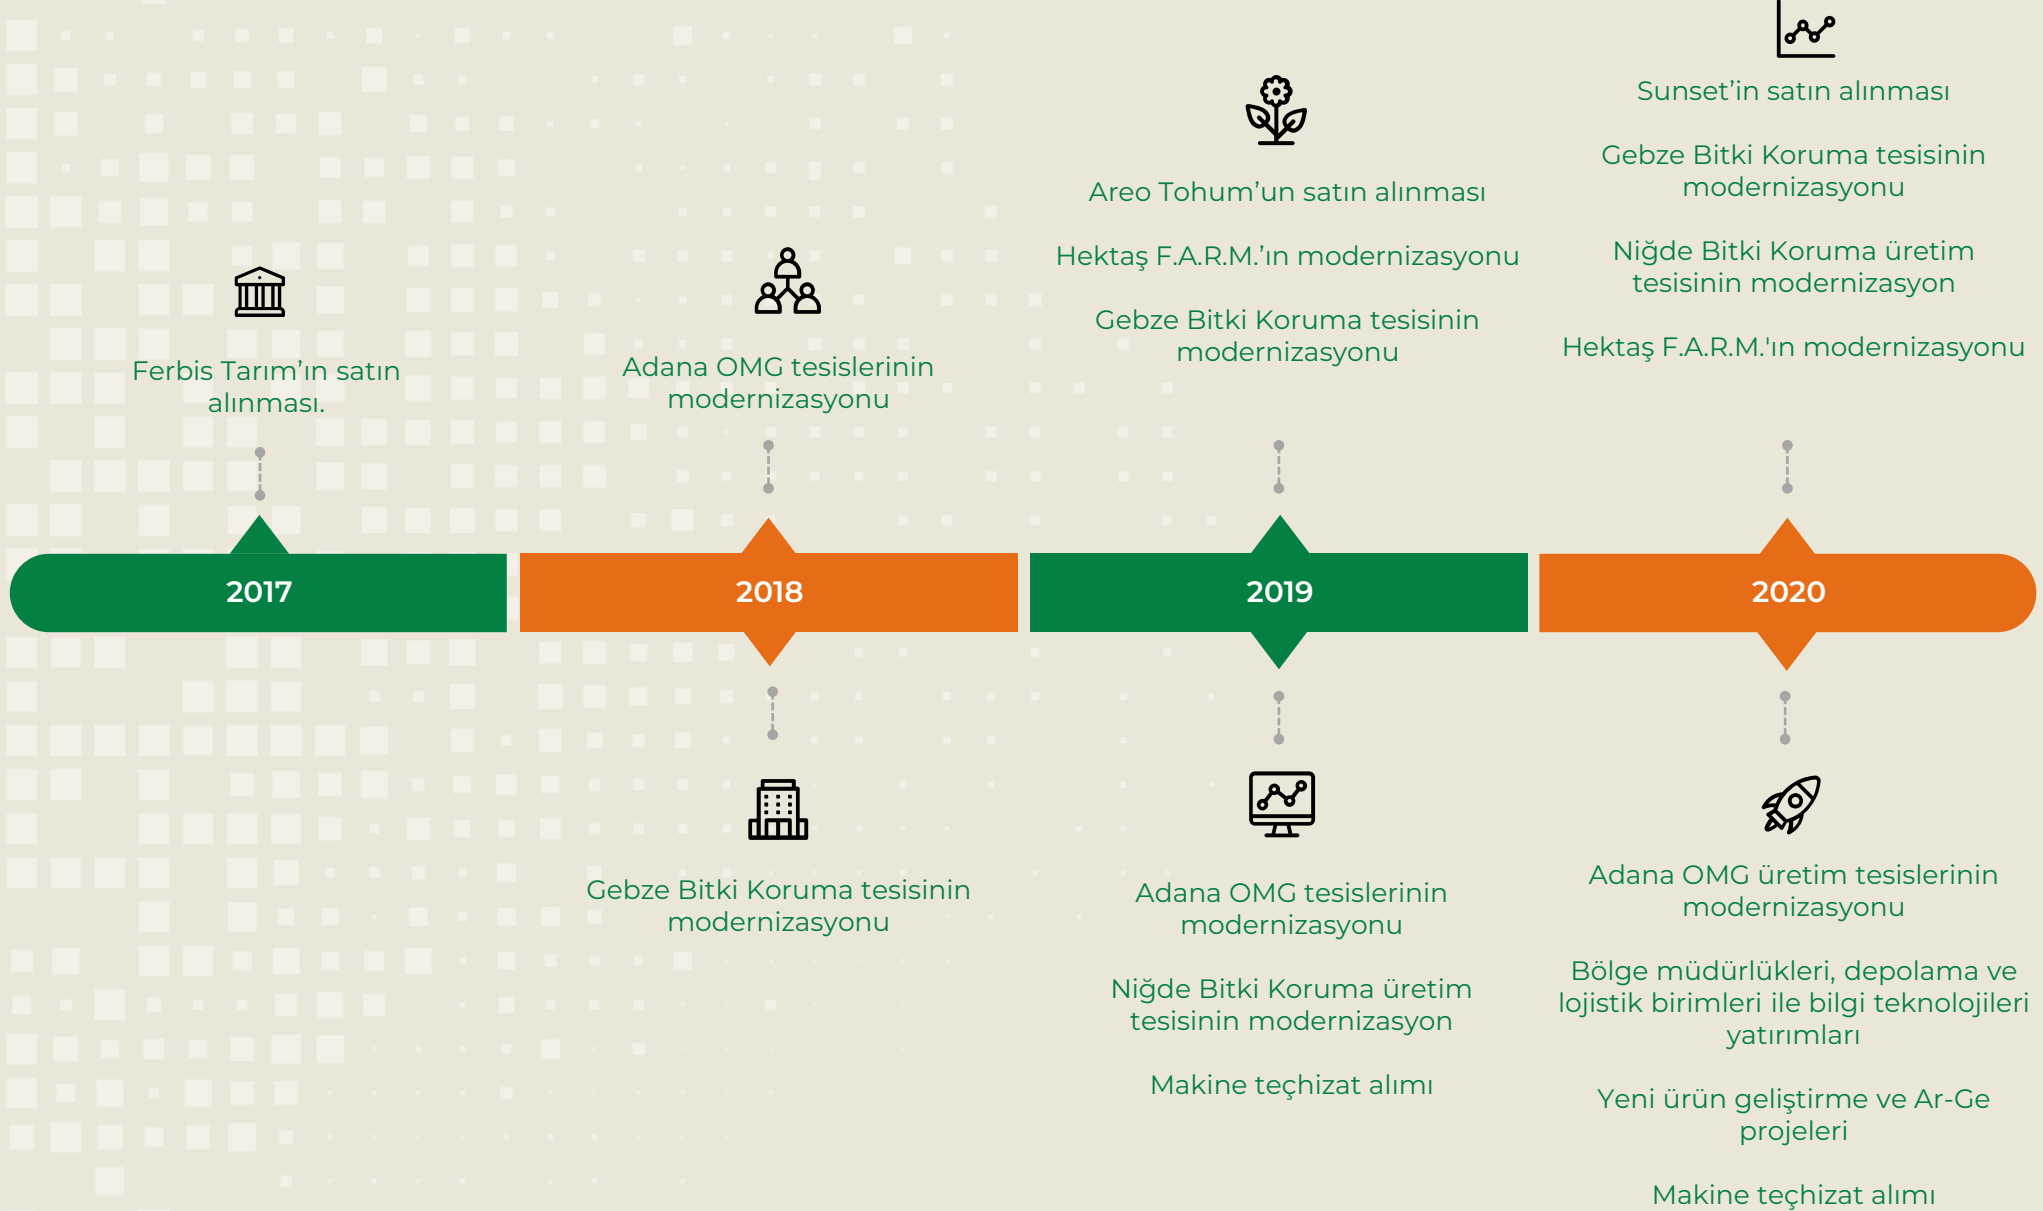 Ferbis Tarım’ın satın
alınması.
2017
Adana OMG tesislerinin
modernizasyonu
2018
Gebze Bitki Koruma tesisinin
modernizasyonu
Areo Tohum’un satın alınması
Hektaş F.A.R.M.’ın modernizasyonu
Gebze Bitki Koruma tesisinin
modernizasyonu
2019
Adana OMG tesislerinin
modernizasyonu
Niğde Bitki Koruma üretim
tesisinin modernizasyon
Makine teçhizat alımı
Sunset’in satın alınması
Gebze Bitki Koruma tesisinin
modernizasyonu
Niğde Bitki Koruma üretim
tesisinin modernizasyon
Hektaş F.A.R.M.'ın modernizasyonu
2020
Adana OMG üretim tesislerinin
modernizasyonu
Bölge müdürlükleri, depolama ve
lojistik birimleri ile bilgi teknolojileri
yatırımları
Yeni ürün geliştirme ve Ar-Ge
projeleri
Makine teçhizat alımı